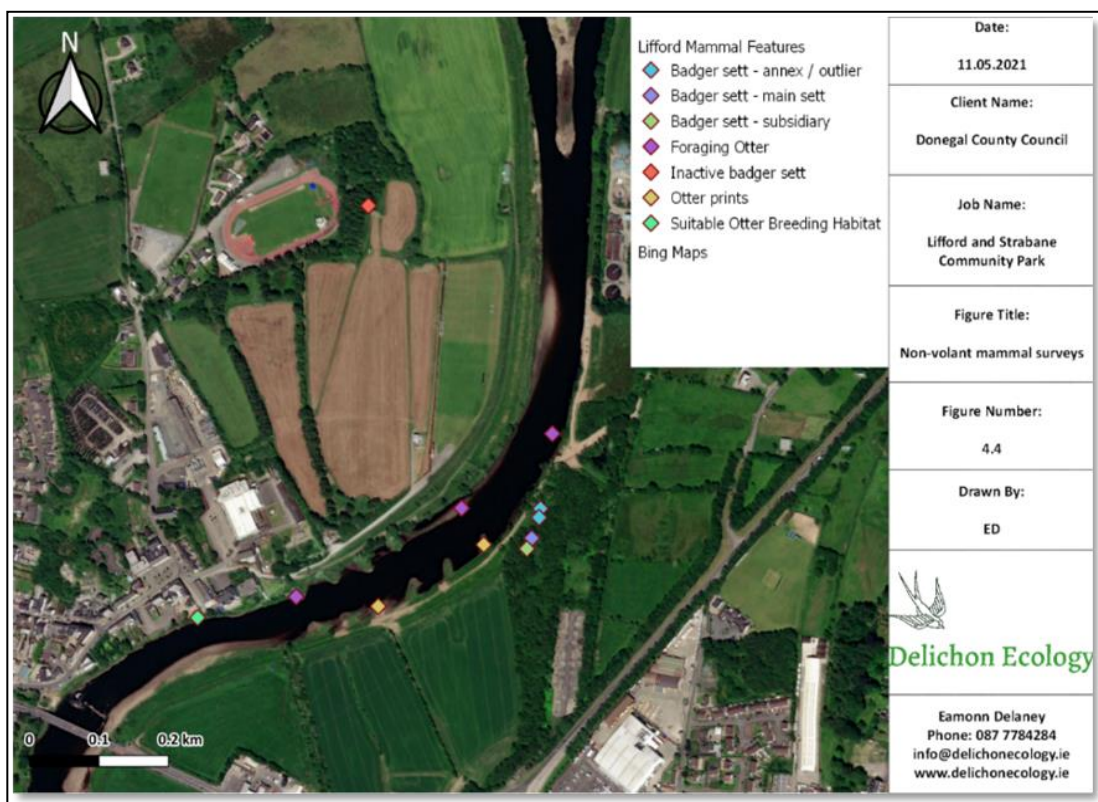 N
Lifford Mammal Features
Badger sett - annex / outlier
Badger sett - main sett
Badger sett - subsidiary
Foraging Otter
Inactive badger sett
Otter prints
Suitable Otter Breeding Habitat
Bing Maps
0 0.1 0.2 km
Date:
11.05.2021
Client Name:
Donegal County Council
Job Name:
Lifford and Strabane
Community Park
Figure Title:
Non-volant mammal surveys
Figure Number:
4.4
Drawn By:
ED
Delichon Ecology
Eamonn Delaney
Phone: 087 7784284
info@delichonecology.ie
www.delichonecology.ie